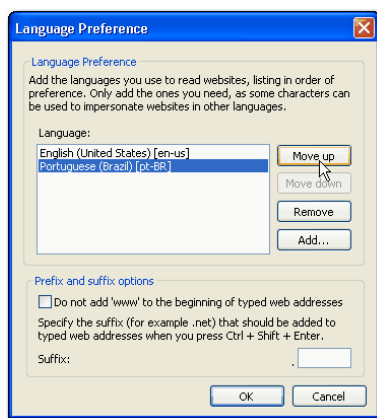 Language Preference
Language Preference
Add the languages you use to read websites, listing in order of
preference. Only add the ones you need, as some characters can
be used to impersonate websites in other languages.
Language:
English (United States) [en-us]
Portuguese (Brazil) [pt-BR]
Move up
Move down
Remove
Add...
Prefix and suffix options
Do not add 'www' to the beginning of typed web addresses
Specify the suffix (for example .net) that should be added to
typed web addresses when you press Ctrl + Shift + Enter.
Suffix: .
OK Cancel